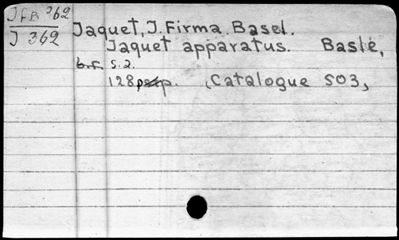 JfB 362
J 362
Jaquet, J. Firma. Basel.
Jaquet apparatus. Basle,
s.a.
128 p. (Catalogue 503,